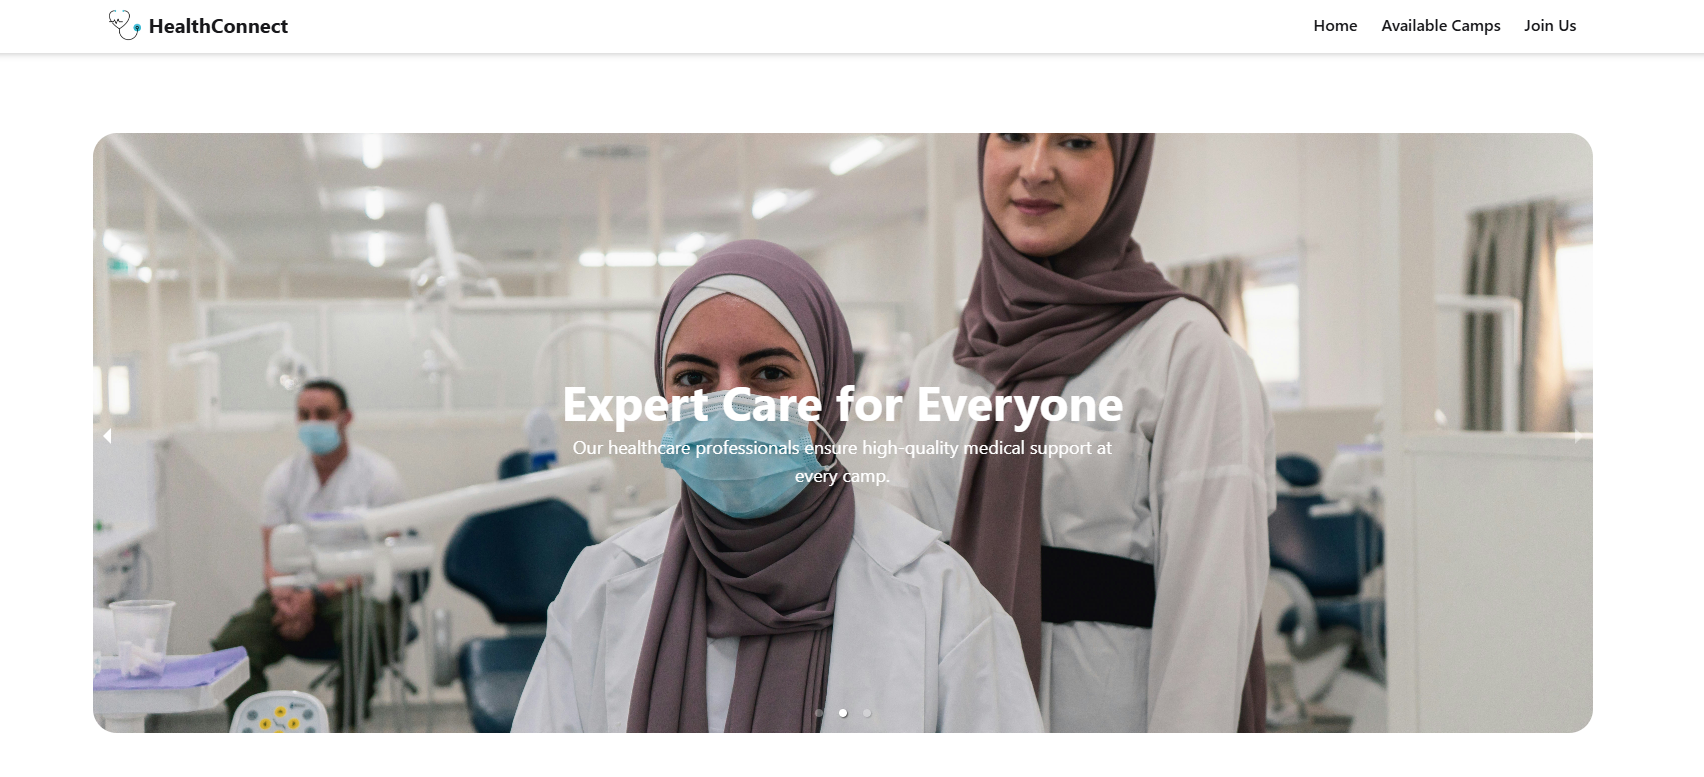 HealthConnect
Home
Available Camps
Join Us
Expert Care for Everyone
Our healthcare professionals ensure high-quality medical support at
every camp.